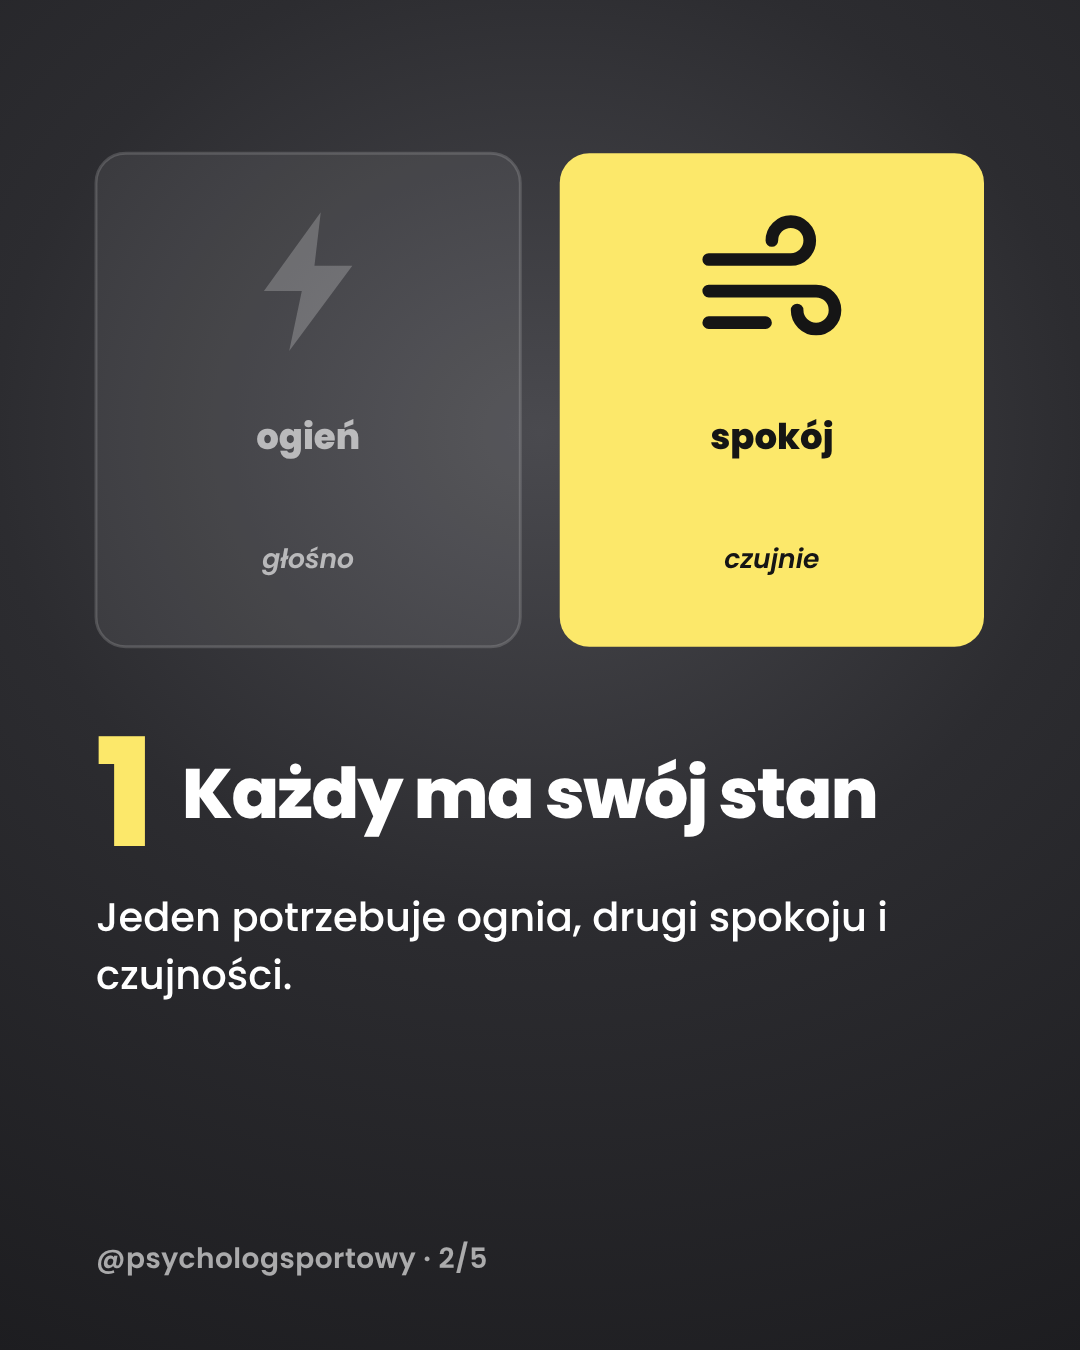 ogień
głośno
spokój
czujnie
1 Każdy ma swój stan
Jeden potrzebuje ognia, drugi spokoju i
czujności.
@psychologsportowy · 2/5